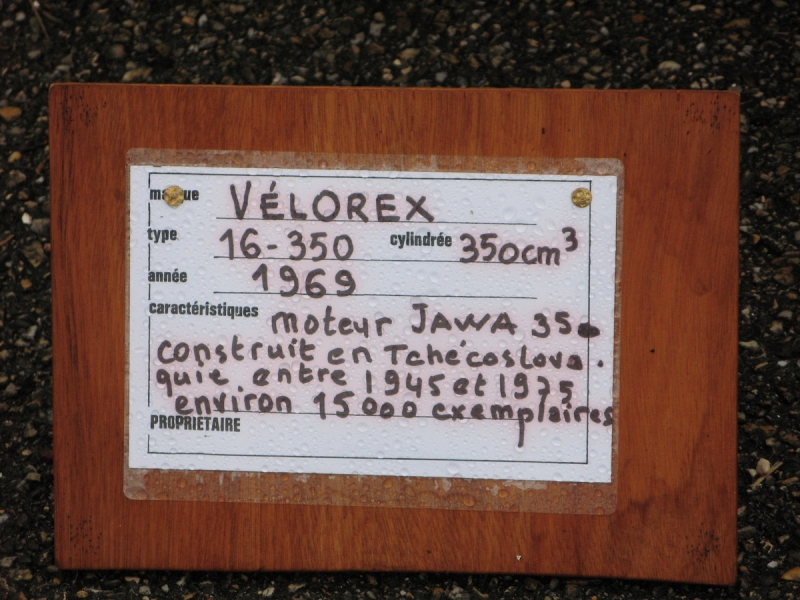 marque VÉLOREX
type 16-350 cylindrée 350cm³
année 1969
caractéristiques moteur JAWA 350
construit en Tchécoslova.
quie entre 1945 et 1975
environ 15000 exemplaires
PROPRIETAIRE